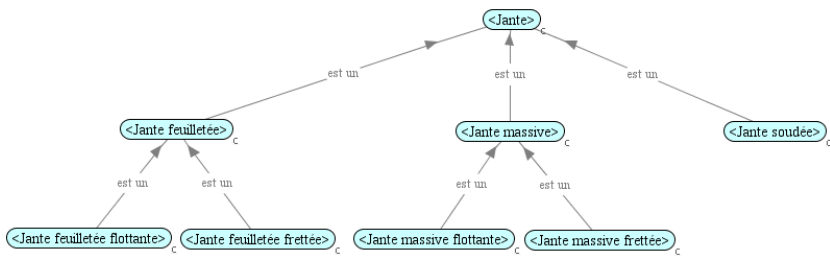 <Jante>
c
est un
est un
est un
<Jante feuilletée>
c
<Jante massive>
c
<Jante soudée>
c
est un
est un
est un
est un
<Jante feuilletée flottante>
c
<Jante feuilletée frettée>
c
<Jante massive flottante>
c
<Jante massive frettée>
c